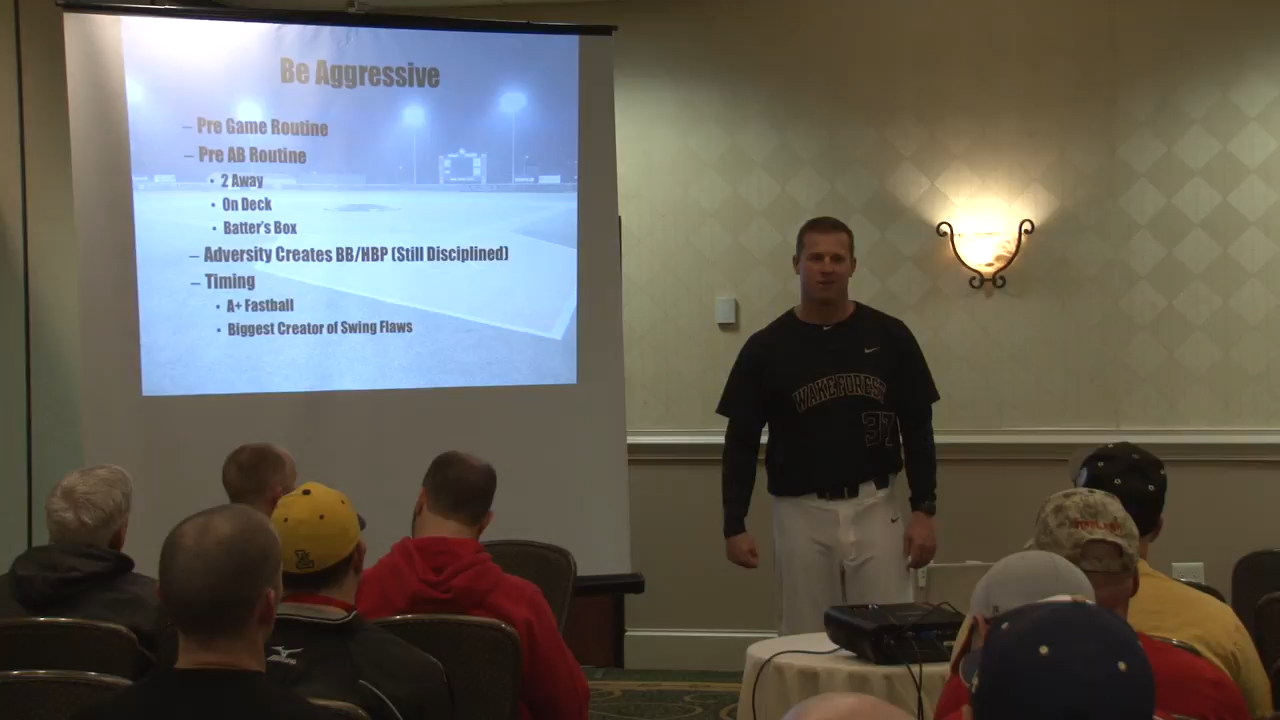 Be Aggressive
– Pre Game Routine
– Pre AB Routine
• 2 Away
• On Deck
• Batter's Box
– Adversity Creates BB/HBP (Still Disciplined)
– Timing
• A+ Fastball
• Biggest Creator of Swing Flaws
WAKE FOREST
37